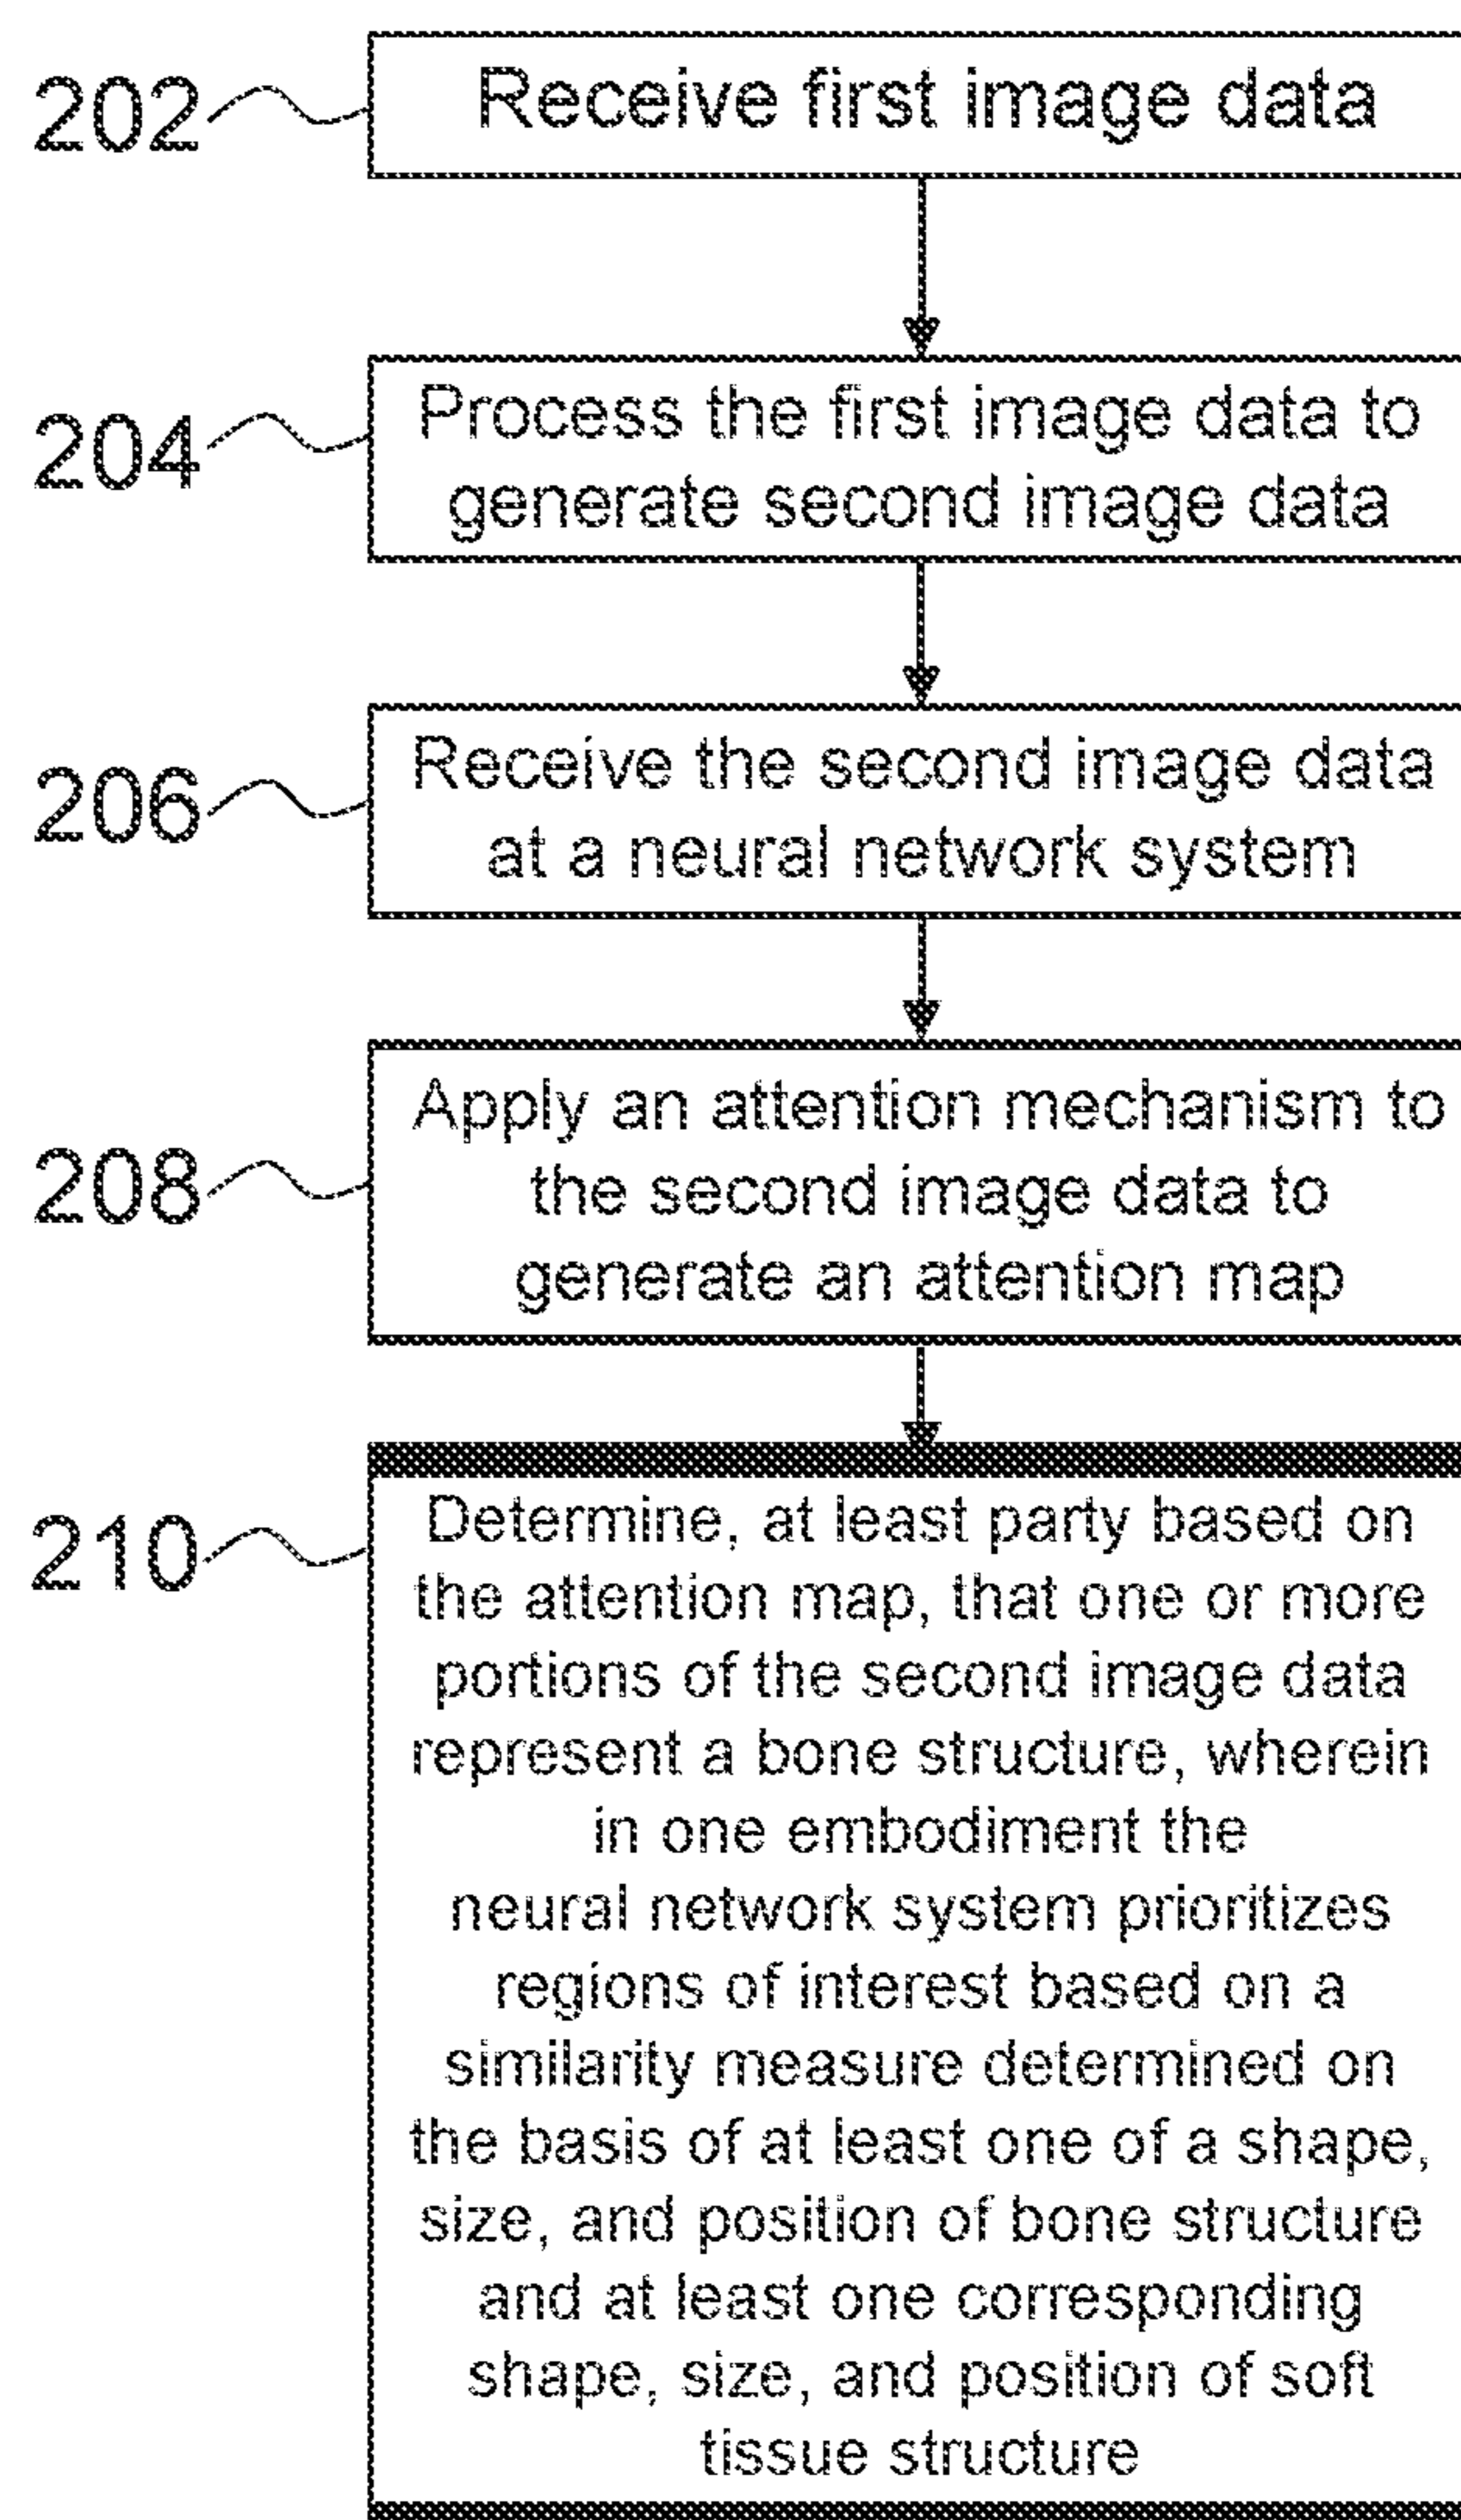 202
Receive first image data
204
Process the first image data to
generate second image data
206
Receive the second image data
at a neural network system
208
Apply an attention mechanism to
the second image data to
generate an attention map
210
Determine, at least party based on
the attention map, that one or more
portions of the second image data
represent a bone structure, wherein
in one embodiment the
neural network system prioritizes
regions of interest based on a
similarity measure determined on
the basis of at least one of a shape,
size, and position of bone structure
and at least one corresponding
shape, size, and position of soft
tissue structure